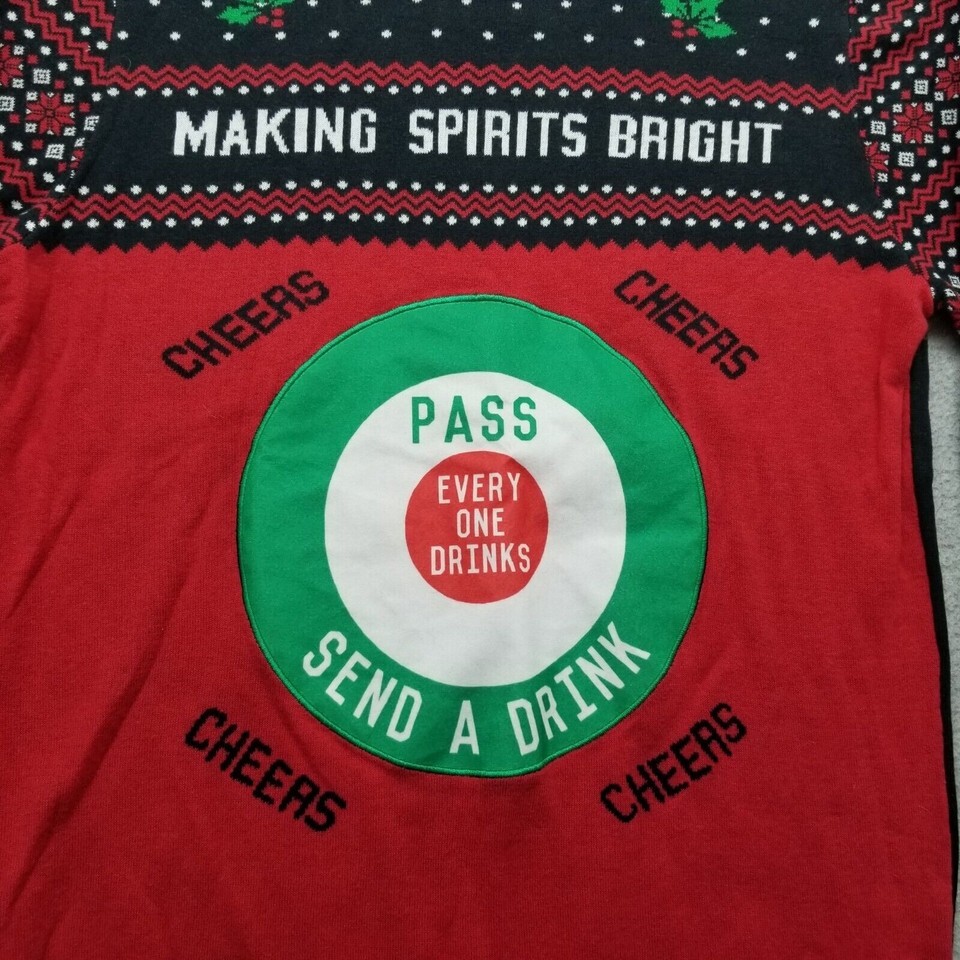 MAKING SPIRITS BRIGHT
CHEERS
CHEERS
PASS
EVERY
ONE
DRINKS
SEND A DRINK
CHEERS
CHEERS